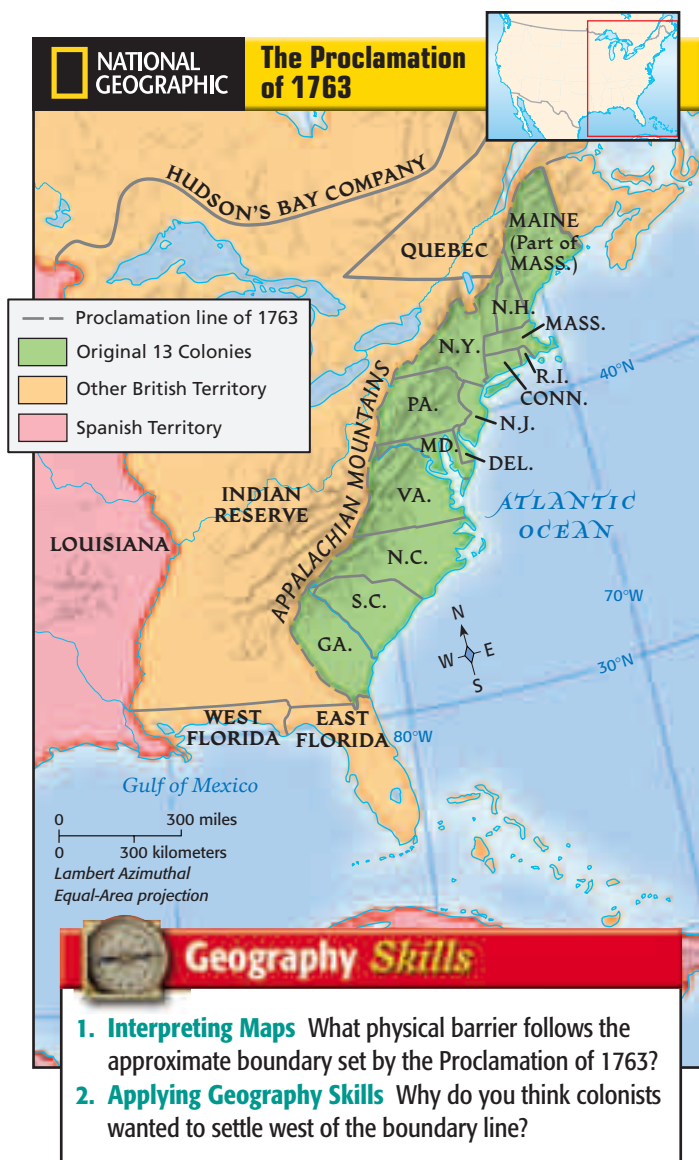 NATIONAL
GEOGRAPHIC
The Proclamation
of 1763
HUDSON'S BAY COMPANY
QUEBEC
MAINE
(Part of
MASS.)
N.H.
MASS.
N.Y.
R.I.
CONN.
40°N
PA.
N.J.
MD.
DEL.
Proclamation line of 1763
Original 13 Colonies
Other British Territory
Spanish Territory
APPALACHIAN MOUNTAINS
INDIAN
RESERVE
VA.
ATLANTIC
OCEAN
LOUISIANA
N.C.
S.C.
70°W
GA.
N
W E
S
30°N
WEST
FLORIDA
EAST
FLORIDA
80°W
Gulf of Mexico
0 300 miles
0 300 kilometers
Lambert Azimuthal
Equal-Area projection
Geography Skills
1. Interpreting Maps What physical barrier follows the
approximate boundary set by the Proclamation of 1763?
2. Applying Geography Skills Why do you think colonists
wanted to settle west of the boundary line?